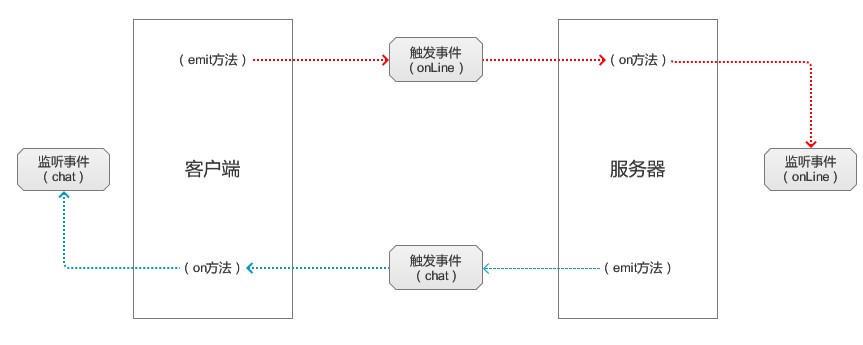 ( emit方法 )
触发事件
( onLine )
( on方法 )
监听事件
( chat )
客户端
服务器
监听事件
( onLine )
( on方法 )
触发事件
( chat )
( emit方法 )